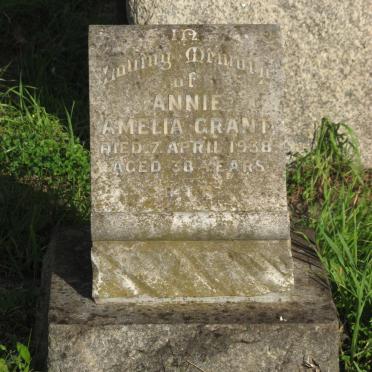 In
Loving Memory
of
ANNIE
AMELIA GRANT
DIED 7 APRIL 1938
AGED 38 YEARS